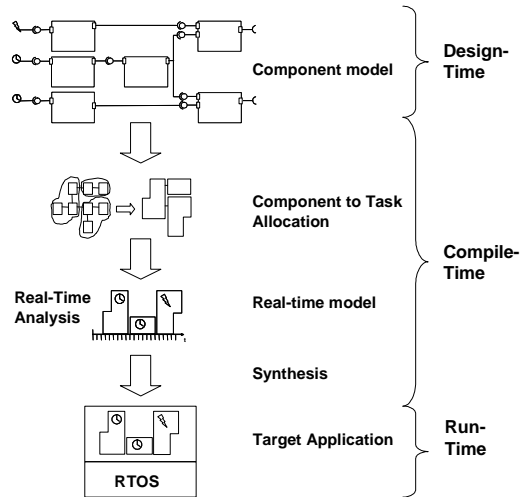 Component model
Design-
Time
Component to Task
Allocation
Compile-
Time
Real-Time
Analysis
Real-time model
t
Synthesis
Target Application
Run-
Time
RTOS